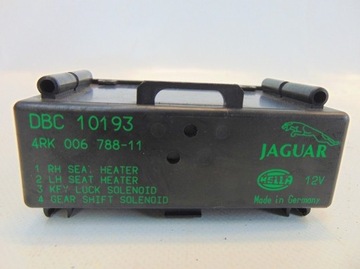 DBC 10193
4RK 006 788-11
JAGUAR
1 RH SEAT HEATER
2 LH SEAT HEATER
3 KEY LOCK SOLENOID
4 GEAR SHIFT SOLENOID
HELLA
12V
Made in Germany